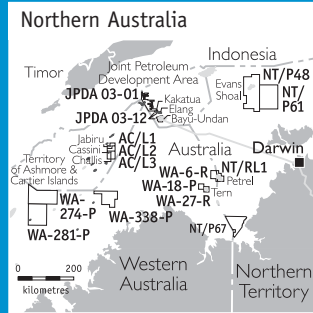 Northern Australia
Indonesia
Timor
Joint Petroleum
Development Area
NT/P48
Evans
Shoal
NT/
P61
JPDA 03-01
Kakatua
Elang
Bayu-Undan
JPDA 03-12
Jabiru
AC/L1
Cassini
AC/L2
Challis
AC/L3
Australia
Darwin
Territory
of Ashmore &
Cartier Islands
WA-6-R
NT/RL1
WA-18-P
Petrel
WA-27-R
Tern
WA-
274-P
WA-338-P
WA-281-P
NT/P67
0 200
kilometres
Western
Australia
Northern
Territory